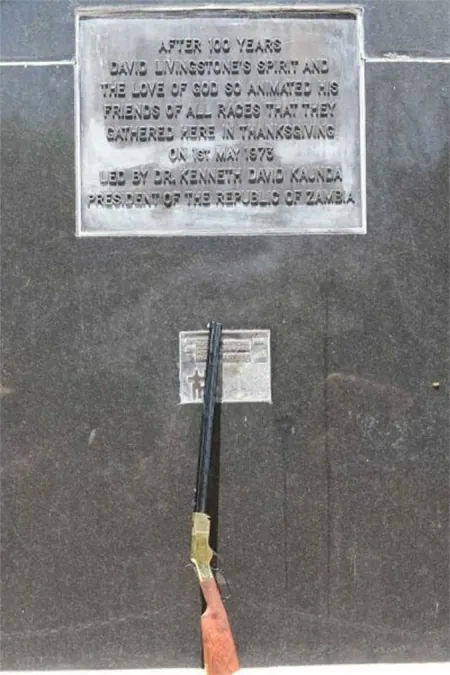 AFTER 100 YEARS
DAVID LIVINGSTONE'S SPIRIT AND
THE LOVE OF GOD SO ANIMATED HIS
FRIENDS OF ALL RACES THAT THEY
GATHERED HERE IN THANKSGIVING
ON 1ST MAY 1973
LED BY DR. KENNETH DAVID KAUNDA
PRESIDENT OF THE REPUBLIC OF ZAMBIA